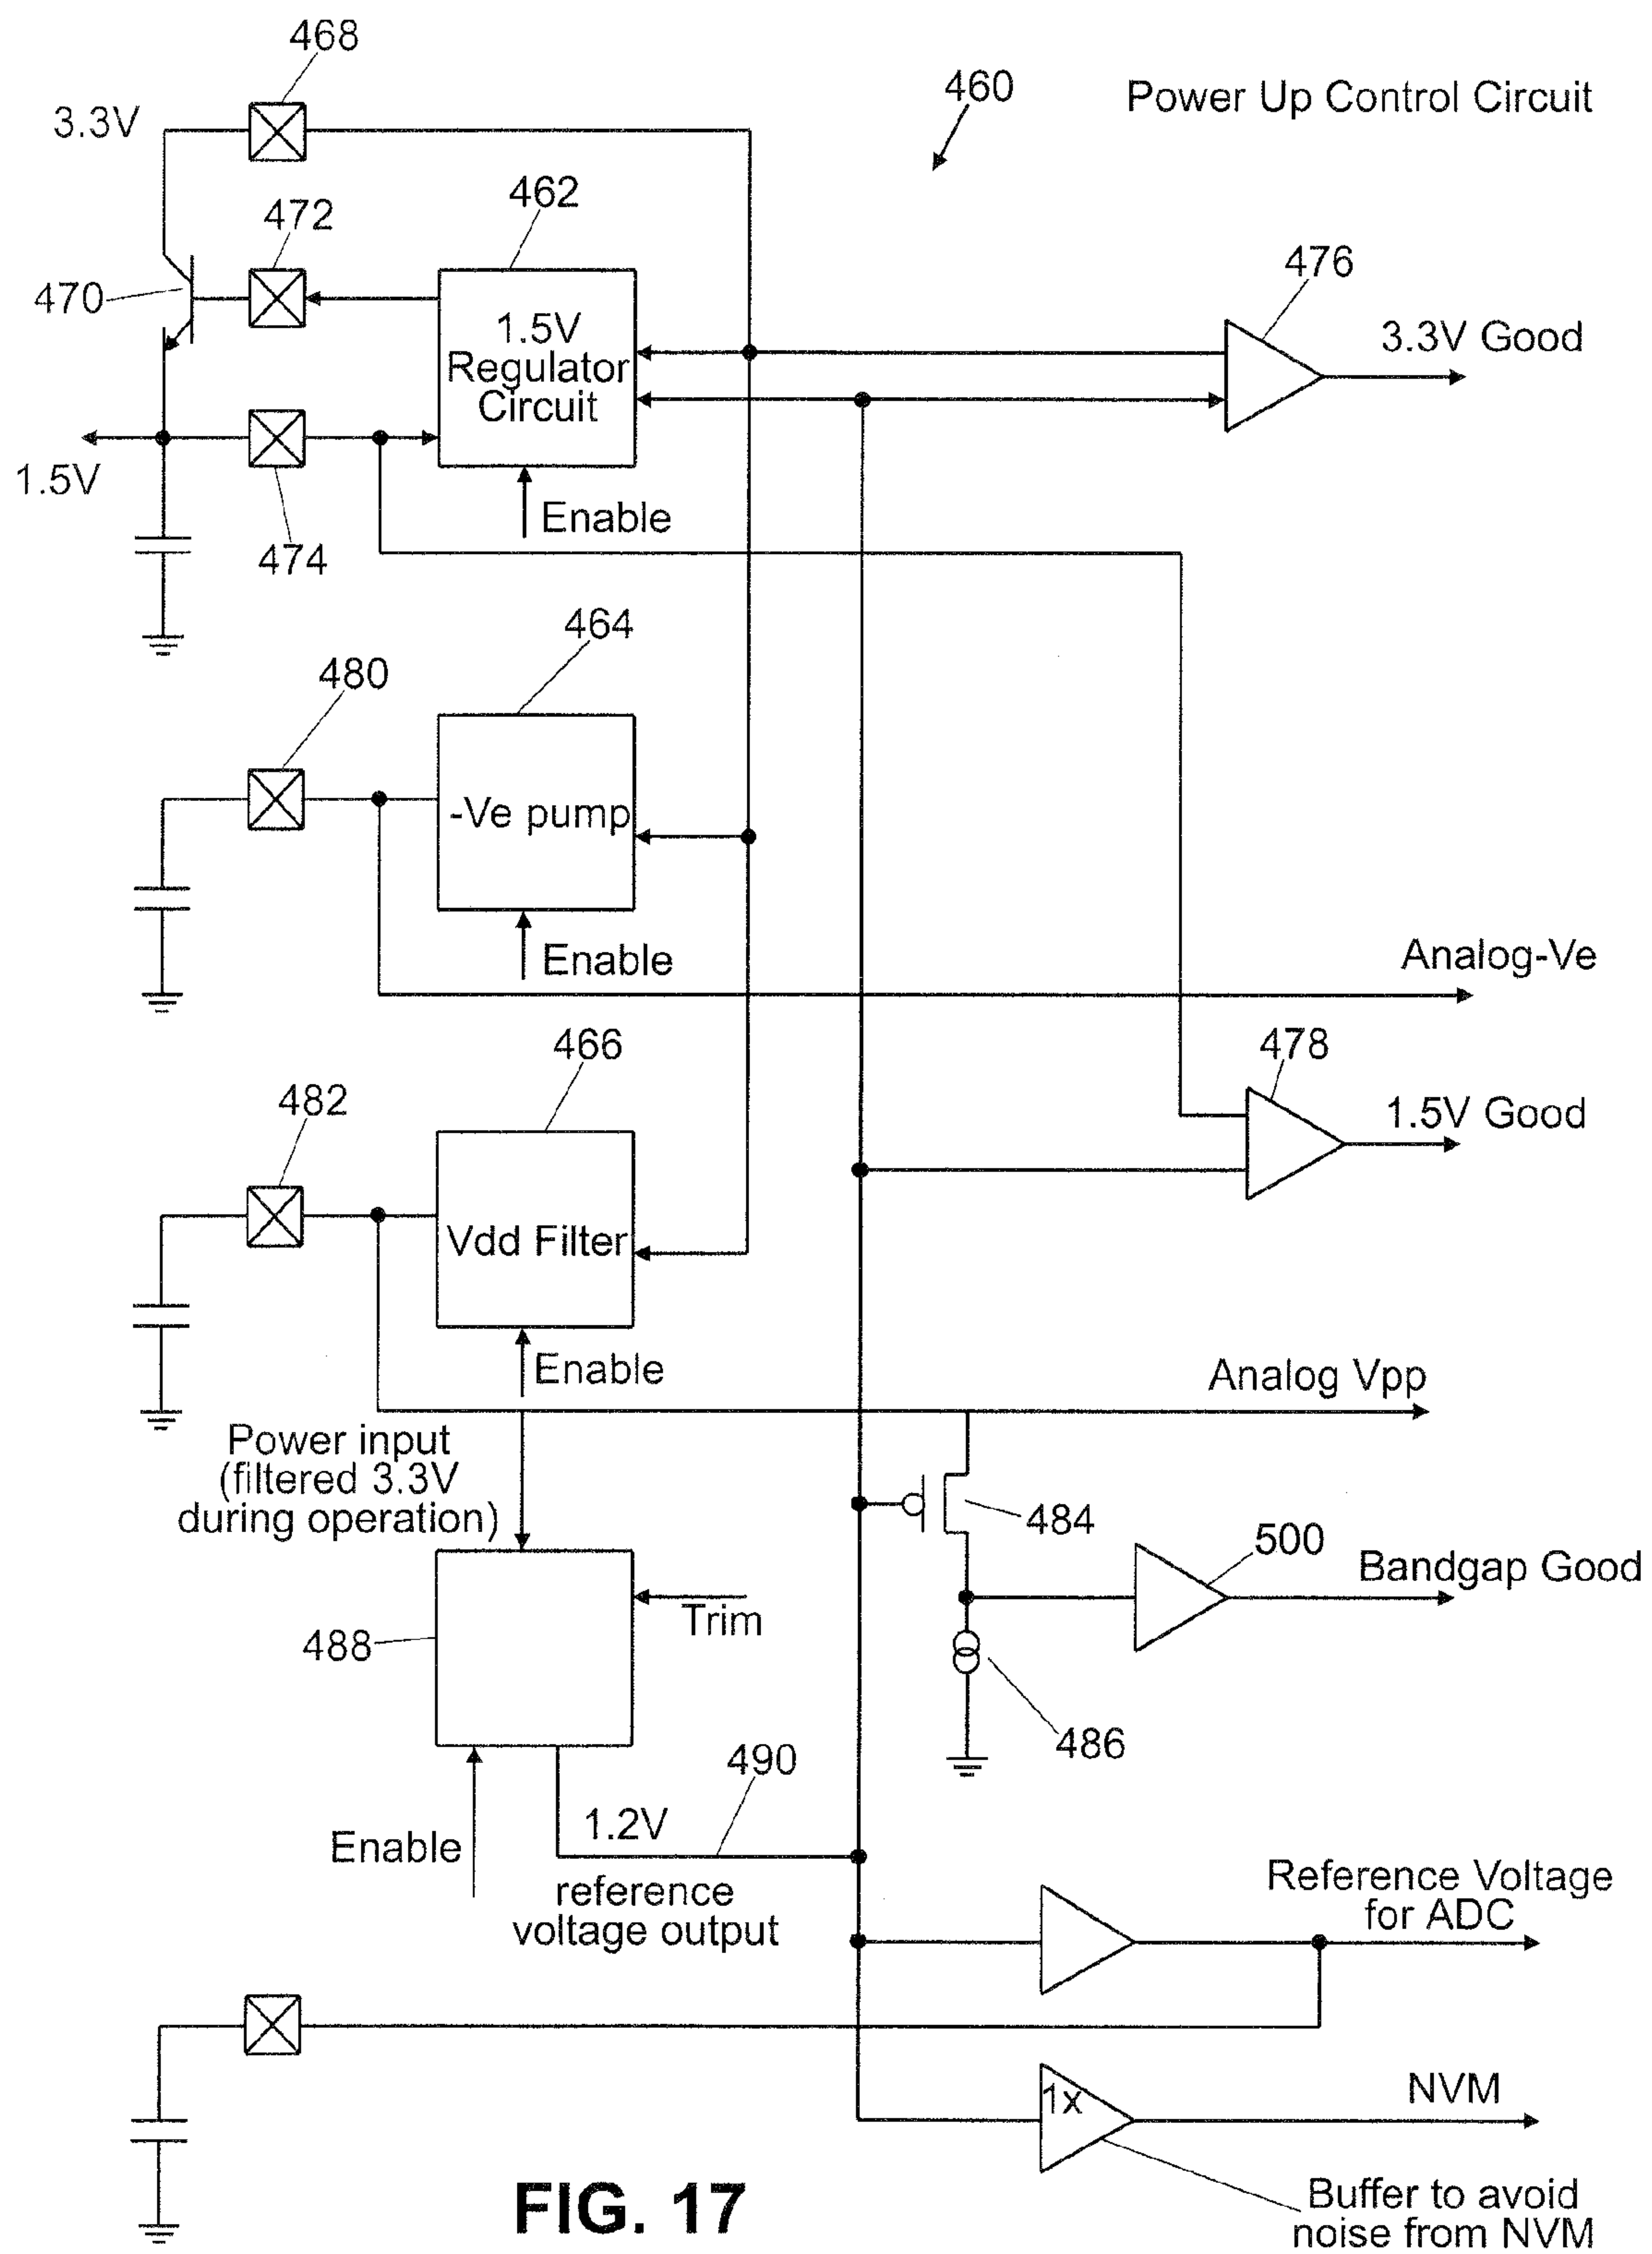 468
3.3V
460
Power Up Control Circuit
462
472
470
1.5V
Regulator
Circuit
476
3.3V Good
1.5V
474
Enable
464
480
-Ve pump
Enable
Analog-Ve
466
482
478
1.5V Good
Vdd Filter
Enable
Analog Vpp
Power input
(filtered 3.3V
during operation)
484
500
Bandgap Good
Trim
488
486
490
1.2V
Enable
reference
voltage output
Reference Voltage
for ADC
1x
NVM
Buffer to avoid
noise from NVM
FIG. 17